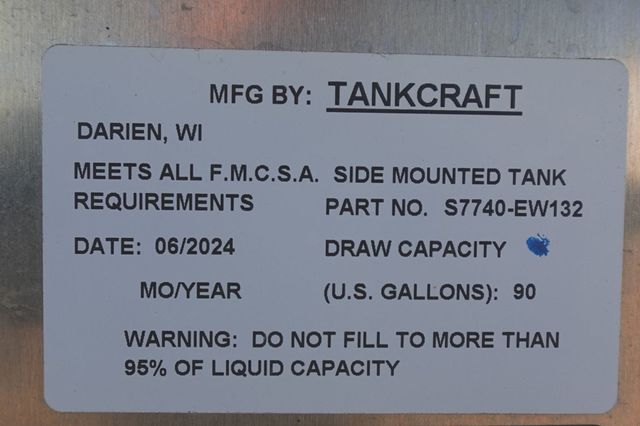 MFG BY: TANKCRAFT
DARIEN, WI
MEETS ALL F.M.C.S.A. SIDE MOUNTED TANK
REQUIREMENTS PART NO. S7740-EW132
DATE: 06/2024 DRAW CAPACITY
MO/YEAR (U.S. GALLONS): 90
WARNING: DO NOT FILL TO MORE THAN
95% OF LIQUID CAPACITY